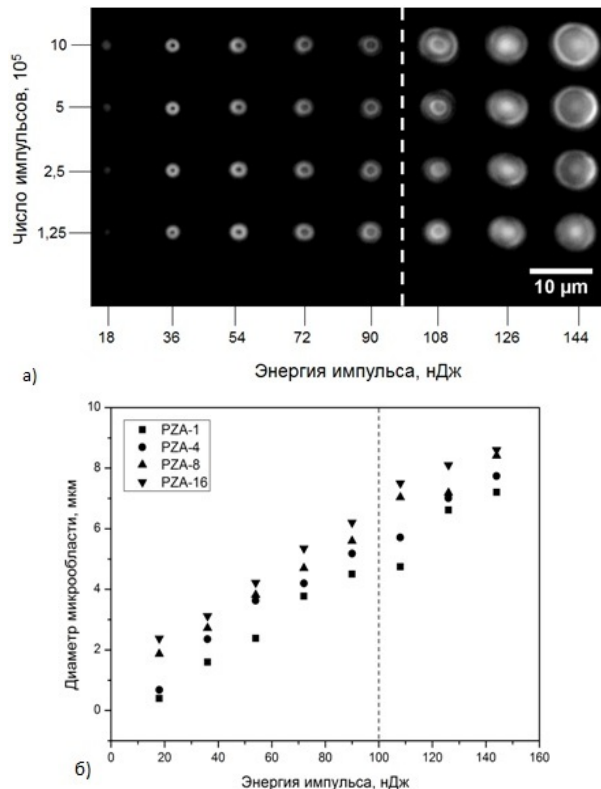 Число импульсов, 10⁵
10
5
2,5
1,25
10 μm
18 36 54 72 90 108 126 144
Энергия импульса, нДж
а)
PZA-1
PZA-4
PZA-8
PZA-16
Диаметр микрообласти, мкм
10
8
6
4
2
0
0 20 40 60 80 100 120 140 160
Энергия импульса, нДж
б)